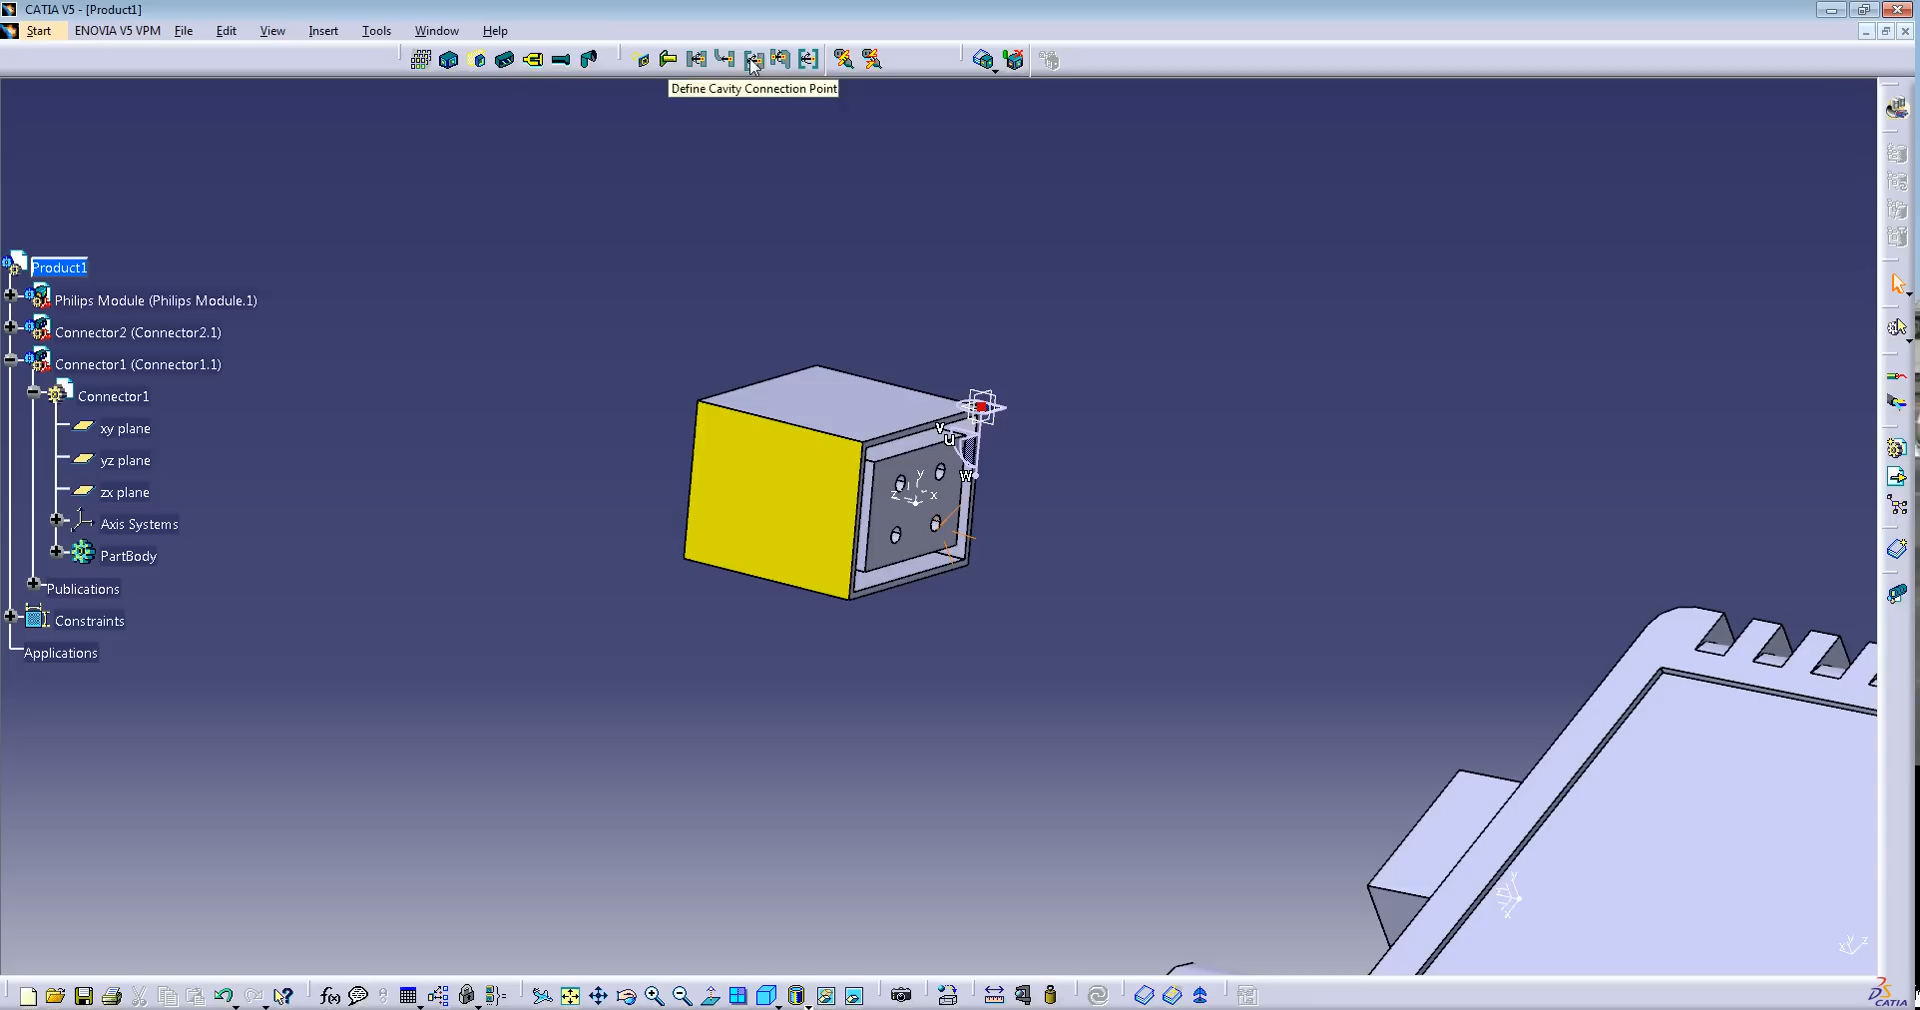 CATIA V5 - [Product1]
Start ENOVIA V5 VPM File Edit View Insert Tools Window Help
Define Cavity Connection Point
Product1
Philips Module (Philips Module.1)
Connector2 (Connector2.1)
Connector1 (Connector1.1)
Connector1
xy plane
yz plane
zx plane
Axis Systems
PartBody
Publications
Constraints
Applications
v
u
w
y
z
x
f(x)
DS
CATIA